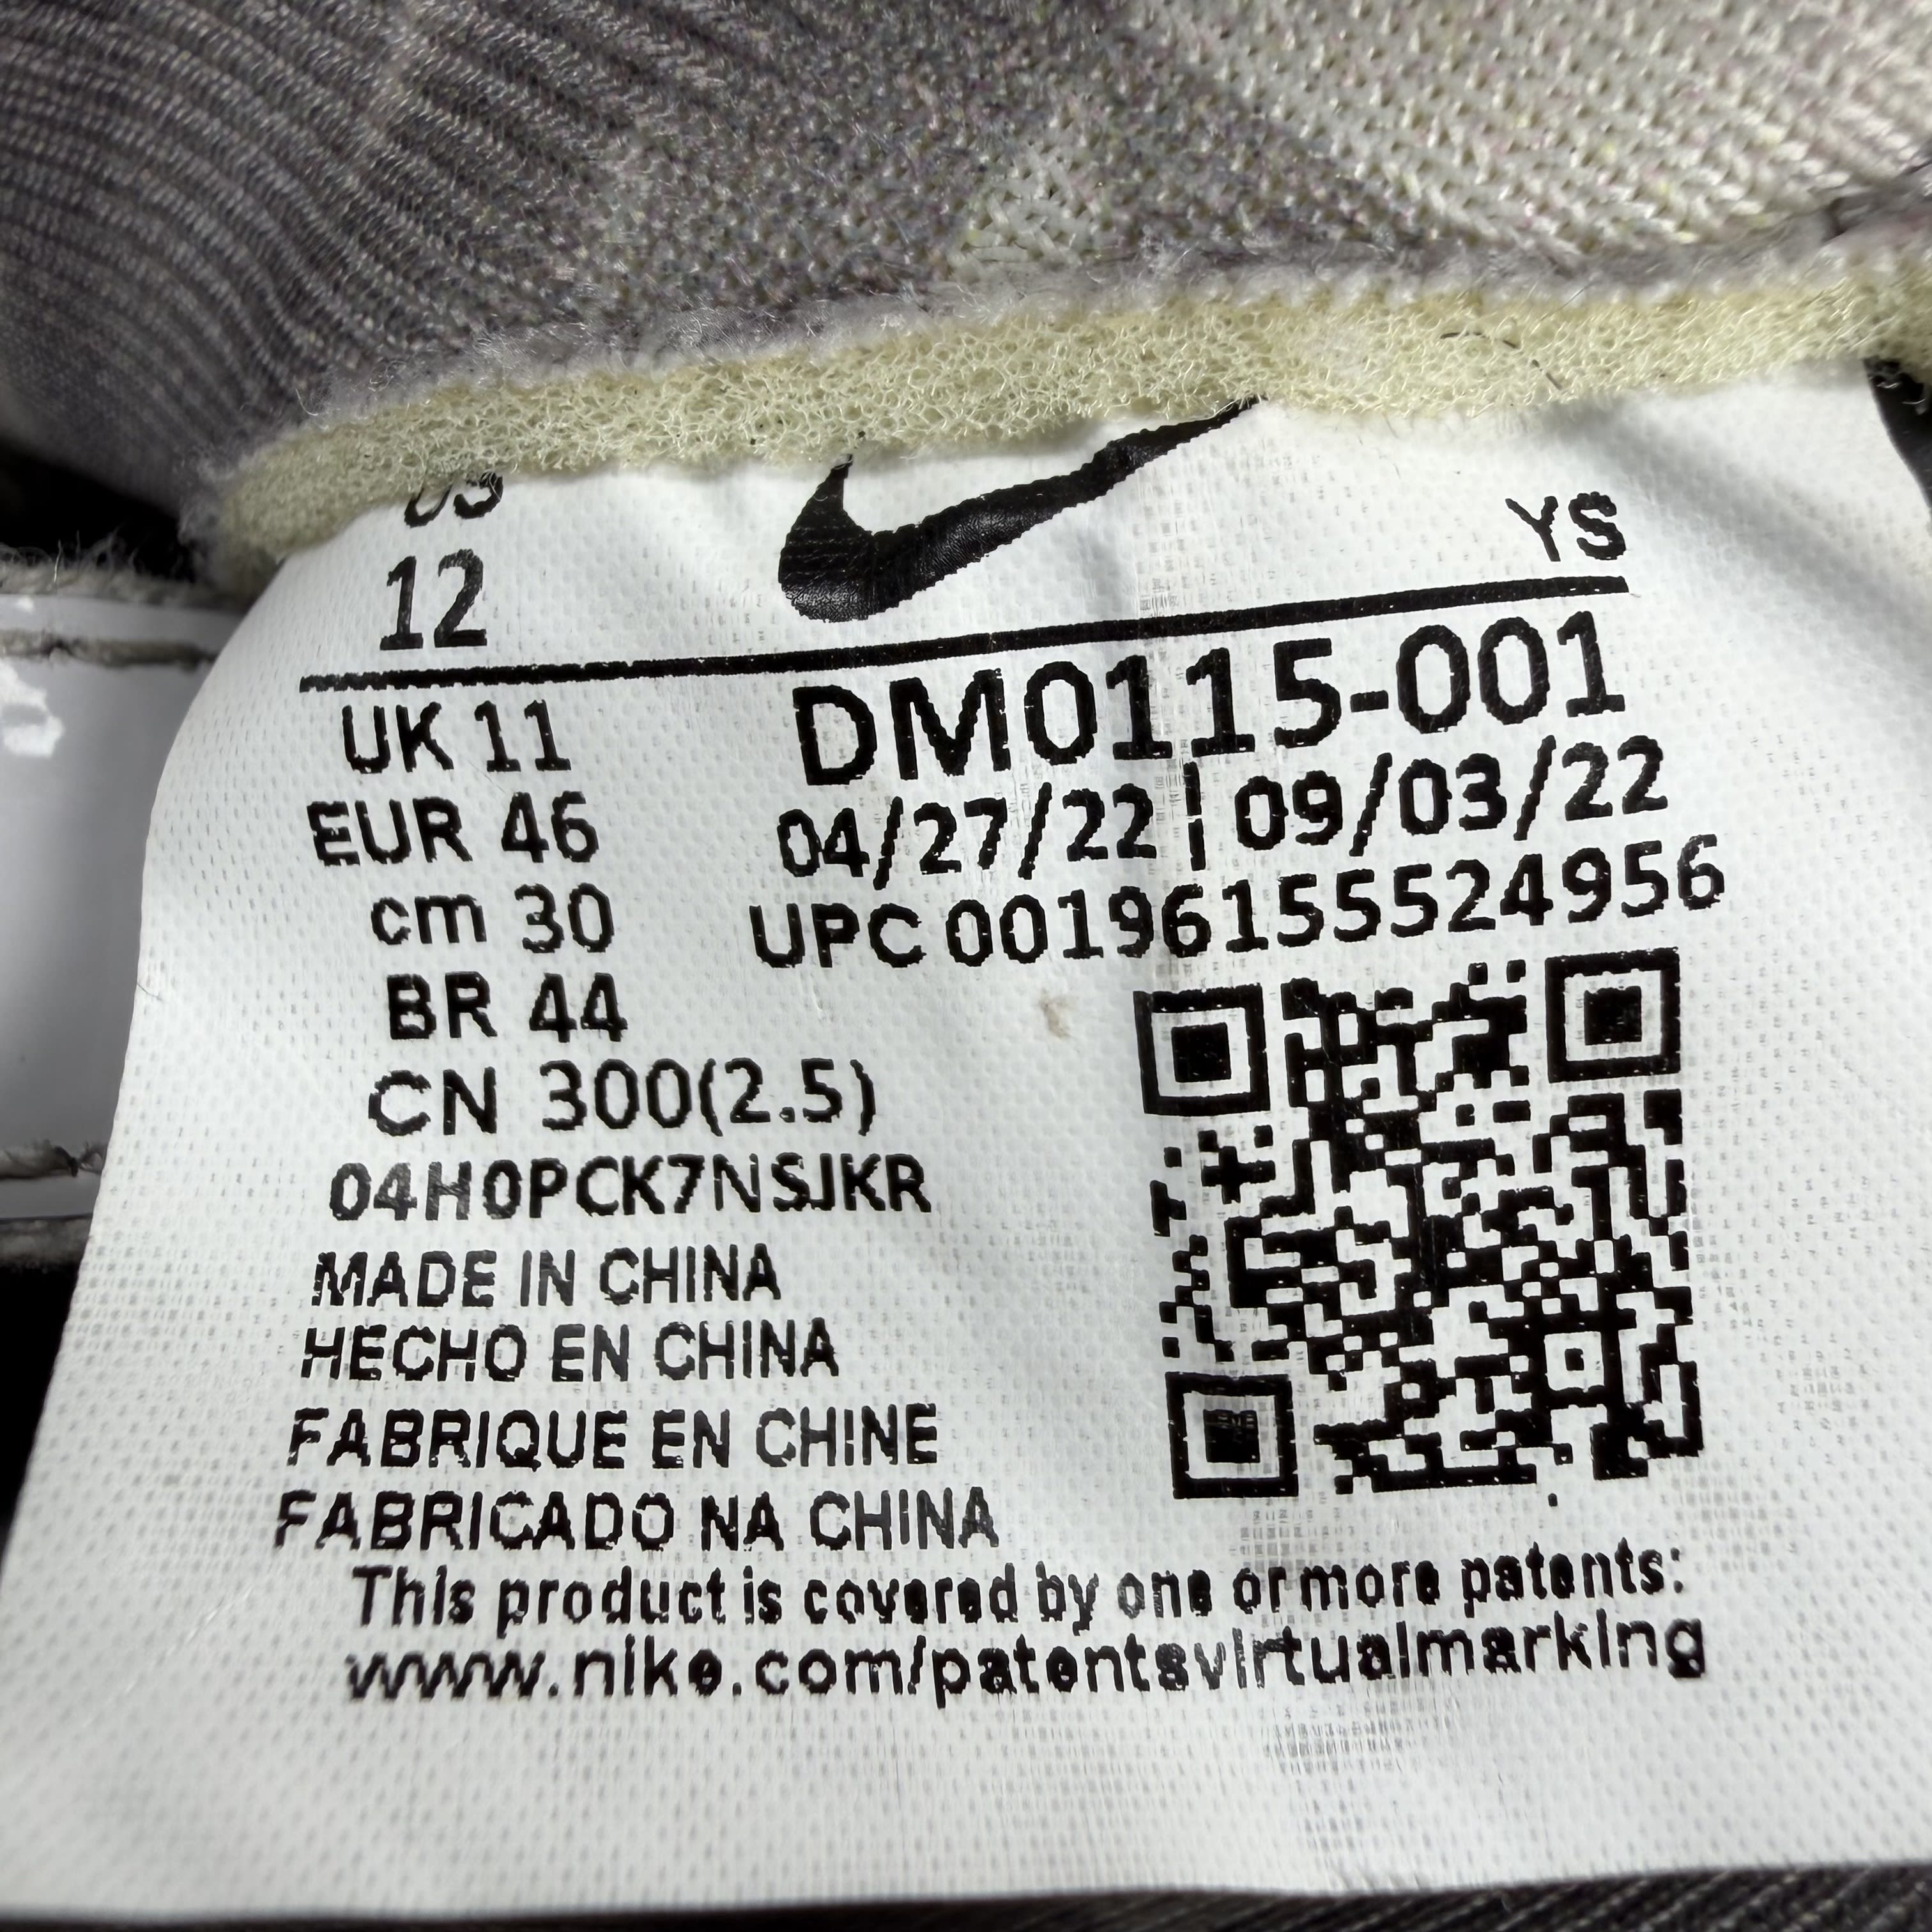 US
12
YS
UK 11
DM0115-001
EUR 46
04/27/22 | 09/03/22
cm 30
UPC 00196155524956
BR 44
CN 300(2.5)
04H0PCK7NSJKR
MADE IN CHINA
HECHO EN CHINA
FABRIQUE EN CHINE
FABRICADO NA CHINA
This product is covered by one or more patents:
www.nike.com/patentsvirtualmarking